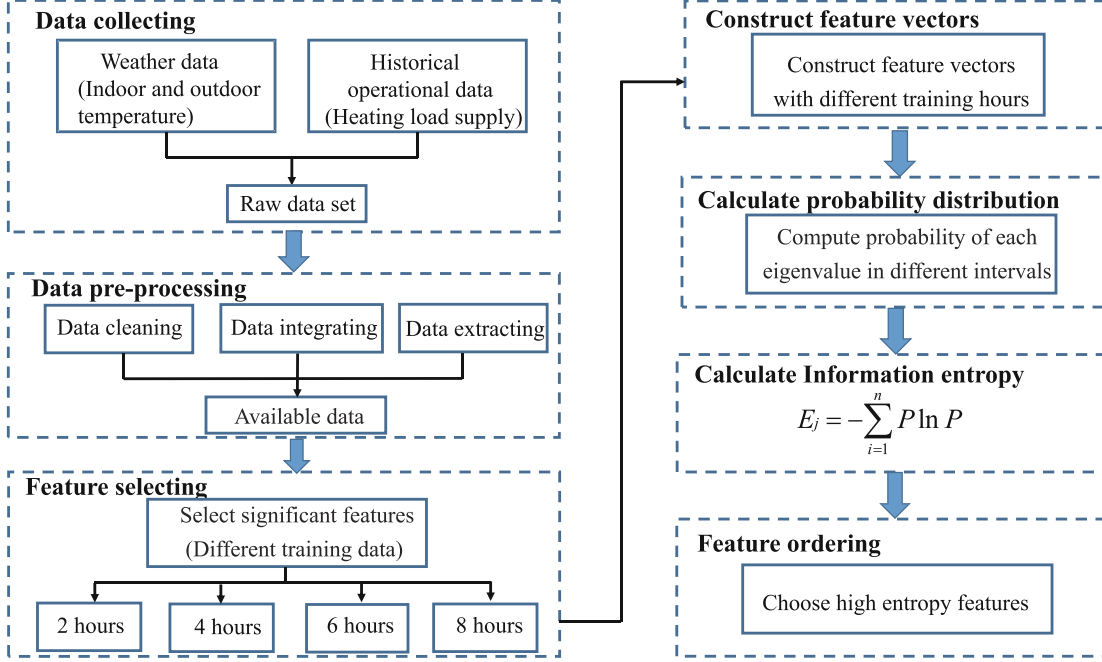 Data collecting
Weather data
(Indoor and outdoor
temperature)
Historical
operational data
(Heating load supply)
Raw data set
Data pre-processing
Data cleaning
Data integrating
Data extracting
Available data
Feature selecting
Select significant features
(Different training data)
2 hours
4 hours
6 hours
8 hours
Construct feature vectors
Construct feature vectors
with different training hours
Calculate probability distribution
Compute probability of each
eigenvalue in different intervals
Calculate Information entropy
E_j = -\sum_{i=1}^{n} P ln P
Feature ordering
Choose high entropy features